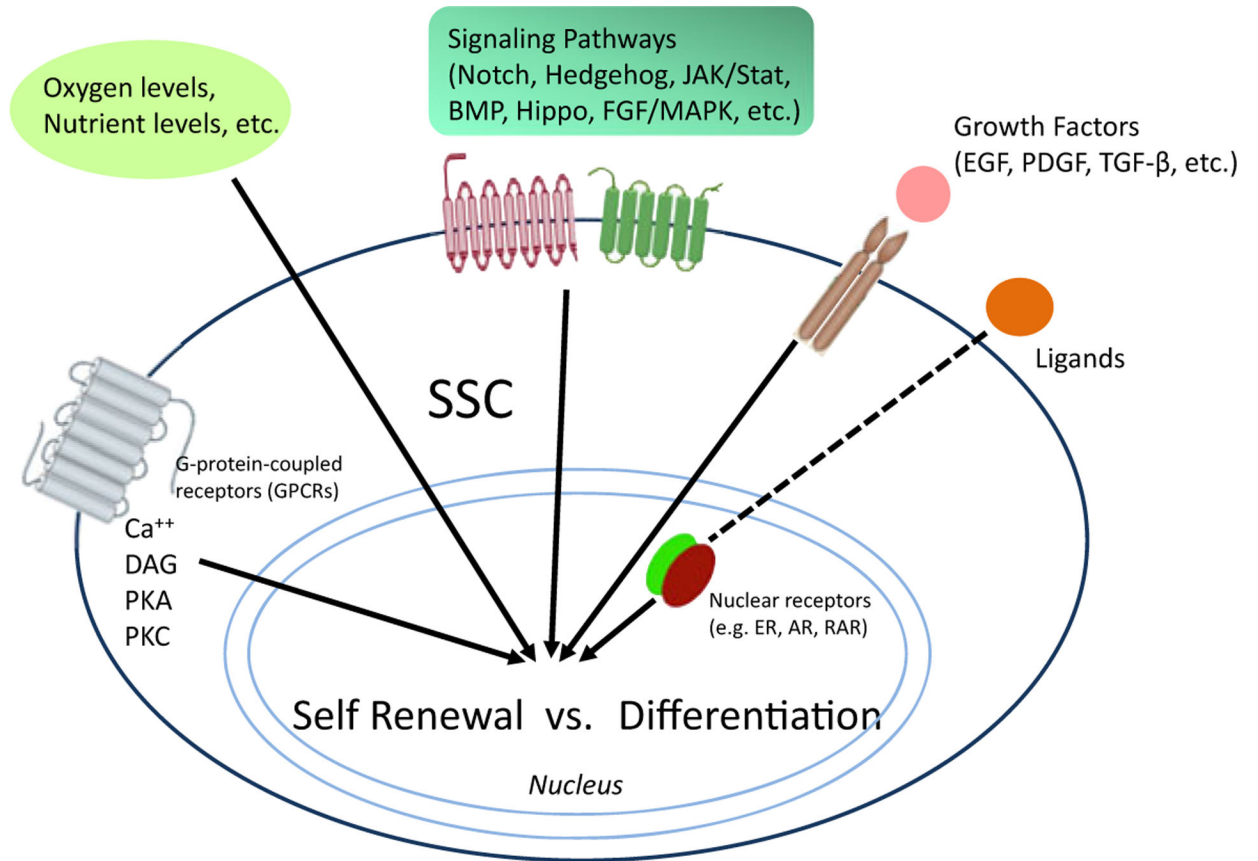 Signaling Pathways
(Notch, Hedgehog, JAK/Stat,
BMP, Hippo, FGF/MAPK, etc.)
Oxygen levels,
Nutrient levels, etc.
Growth Factors
(EGF, PDGF, TGF-β, etc.)
Ligands
SSC
G-protein-coupled
receptors (GPCRs)
Ca⁺⁺
DAG
PKA
PKC
Nuclear receptors
(e.g. ER, AR, RAR)
Self Renewal vs. Differentiation
Nucleus